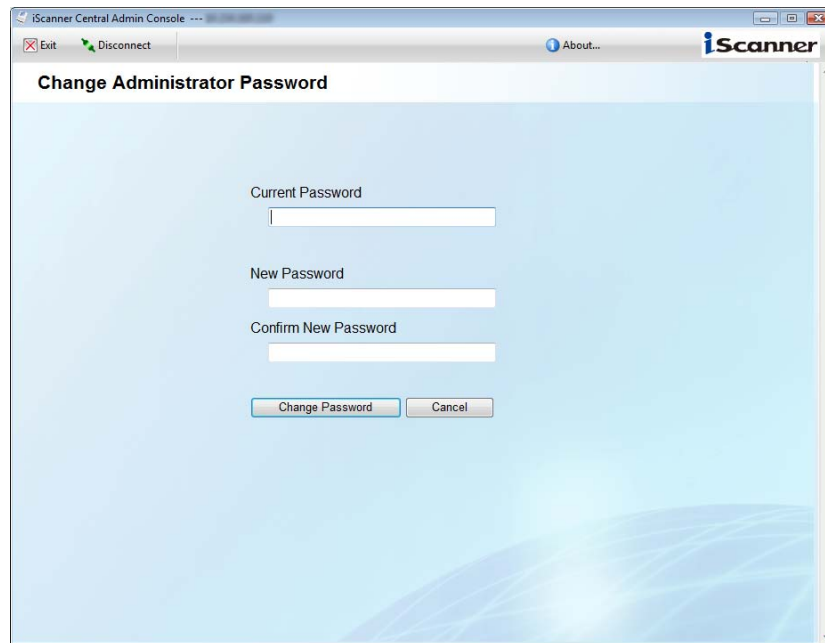 iScanner Central Admin Console ---
Exit Disconnect About... iScanner
Change Administrator Password
Current Password
New Password
Confirm New Password
Change Password Cancel